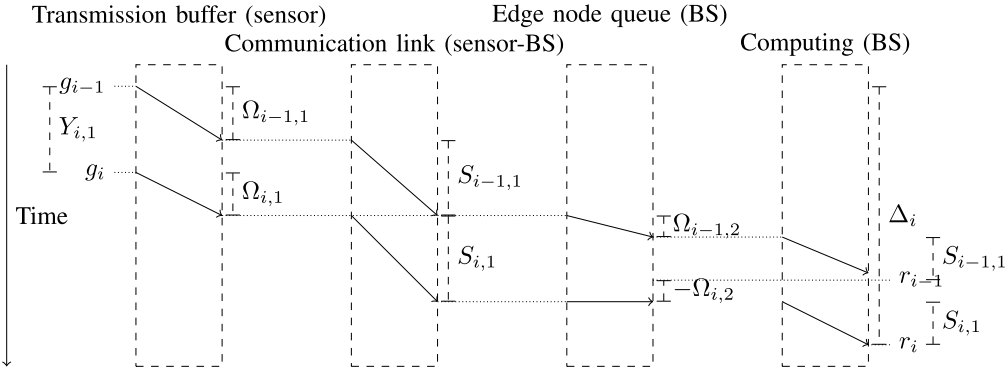 Transmission buffer (sensor)
Edge node queue (BS)
Communication link (sensor-BS)
Computing (BS)
g_{i−1}
Ω_{i−1,1}
Y_{i,1}
g_i
Ω_{i,1}
S_{i−1,1}
Time
Δ_i
Ω_{i−1,2}
S_{i,1}
S_{i−1,1}
r_{i−1}
−Ω_{i,2}
S_{i,1}
r_i